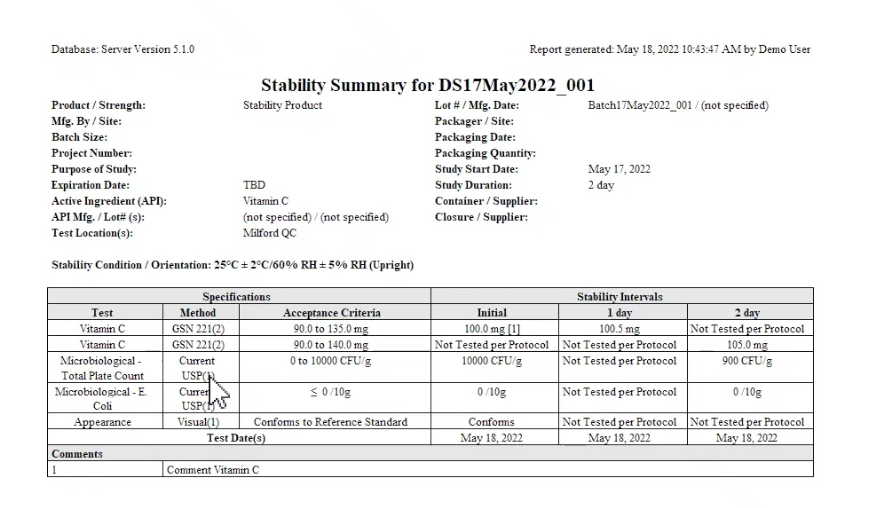 Database: Server Version 5.1.0 Report generated: May 18, 2022 10:43:47 AM by Demo User
Stability Summary for DS17May2022_001
Product / Strength: Stability Product Lot # / Mfg. Date: Batch17May2022_001 / (not specified)
Mfg. By / Site: Packager / Site:
Batch Size: Packaging Date:
Project Number: Packaging Quantity:
Purpose of Study: Study Start Date: May 17, 2022
Expiration Date: TBD Study Duration: 2 day
Active Ingredient (API): Vitamin C Container / Supplier:
API Mfg. / Lot# (s): (not specified) / (not specified) Closure / Supplier:
Test Location(s): Milford QC
Stability Condition / Orientation: 25°C ± 2°C/60% RH ± 5% RH (Upright)
Specifications Stability Intervals
Test Method Acceptance Criteria Initial 1 day 2 day
Vitamin C GSN 221(2) 90.0 to 135.0 mg 100.0 mg [1] 100.5 mg Not Tested per Protocol
Vitamin C GSN 221(2) 90.0 to 140.0 mg Not Tested per Protocol Not Tested per Protocol 105.0 mg
Microbiological - Current 0 to 10000 CFU/g 10000 CFU/g Not Tested per Protocol 900 CFU/g
Total Plate Count USP(1)
Microbiological - E. Current ≤ 0 /10g 0 /10g Not Tested per Protocol 0 /10g
Coli USP(1)
Appearance Visual(1) Conforms to Reference Standard Conforms Not Tested per Protocol Not Tested per Protocol
Test Date(s) May 18, 2022 May 18, 2022 May 18, 2022
Comments
1 Comment Vitamin C